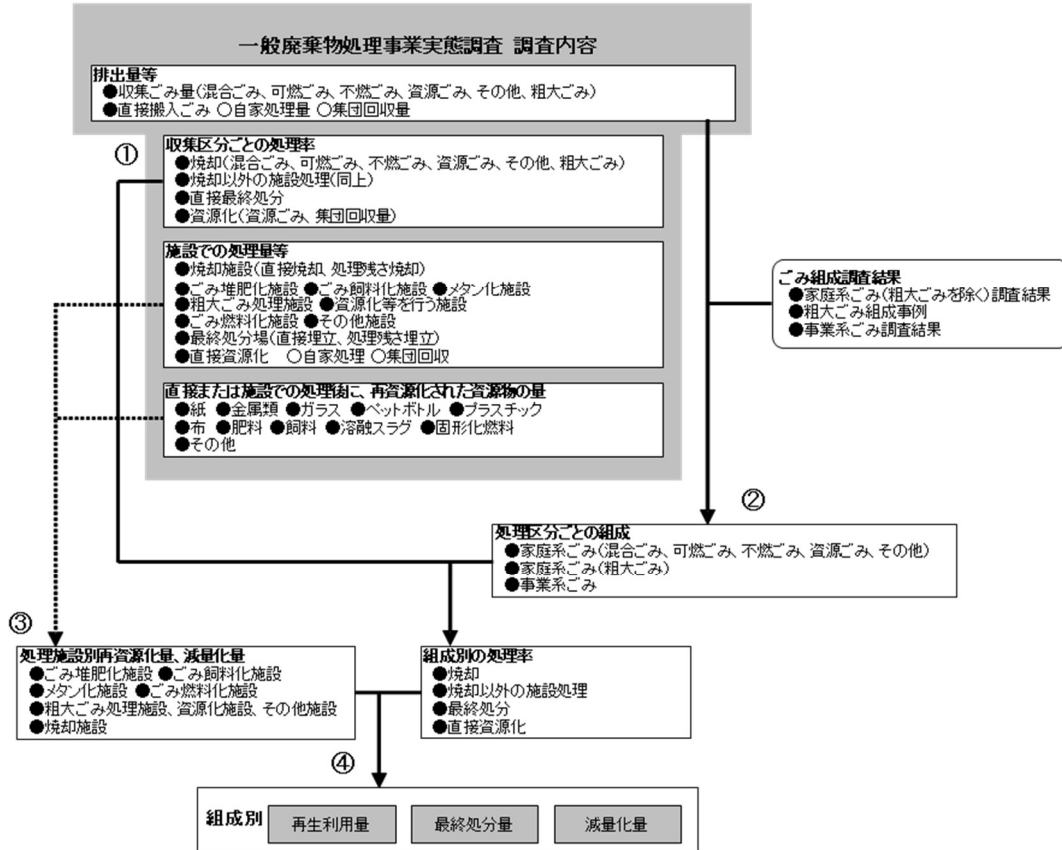 一般廃棄物処理事業実態調査 調査内容
排出量等
●収集ごみ量(混合ごみ、可燃ごみ、不燃ごみ、資源ごみ、その他、粗大ごみ)
●直接搬入ごみ ○自家処理量 ○集団回収量
①
収集区分ごとの処理率
●焼却(混合ごみ、可燃ごみ、不燃ごみ、資源ごみ、その他、粗大ごみ)
●焼却以外の施設処理(同上)
●直接最終処分
●資源化(資源ごみ、集団回収量)
施設での処理量等
●焼却施設(直接焼却、処理残さ焼却)
●ごみ堆肥化施設 ●ごみ飼料化施設 ●メタン化施設
●粗大ごみ処理施設 ●資源化等を行う施設
●ごみ燃料化施設 ●その他施設
●最終処分場(直接埋立、処理残さ埋立)
●直接資源化 ○自家処理 ○集団回収
ごみ組成調査結果
●家庭系ごみ(粗大ごみを除く)調査結果
●粗大ごみ組成事例
●事業系ごみ調査結果
直接または施設での処理後に、再資源化された資源物の量
●紙 ●金属類 ●ガラス ●ペットボトル ●プラスチック
●布 ●肥料 ●飼料 ●溶融スラグ ●固形化燃料
●その他
②
処理区分ごとの組成
●家庭系ごみ(混合ごみ、可燃ごみ、不燃ごみ、資源ごみ、その他)
●家庭系ごみ(粗大ごみ)
●事業系ごみ
③
処理施設別再資源化量、減量化量
●ごみ堆肥化施設 ●ごみ飼料化施設
●メタン化施設 ●ごみ燃料化施設
●粗大ごみ処理施設、資源化施設、その他施設
●焼却施設
組成別の処理率
●焼却
●焼却以外の施設処理
●最終処分
●直接資源化
④
組成別 再生利用量 最終処分量 減量化量